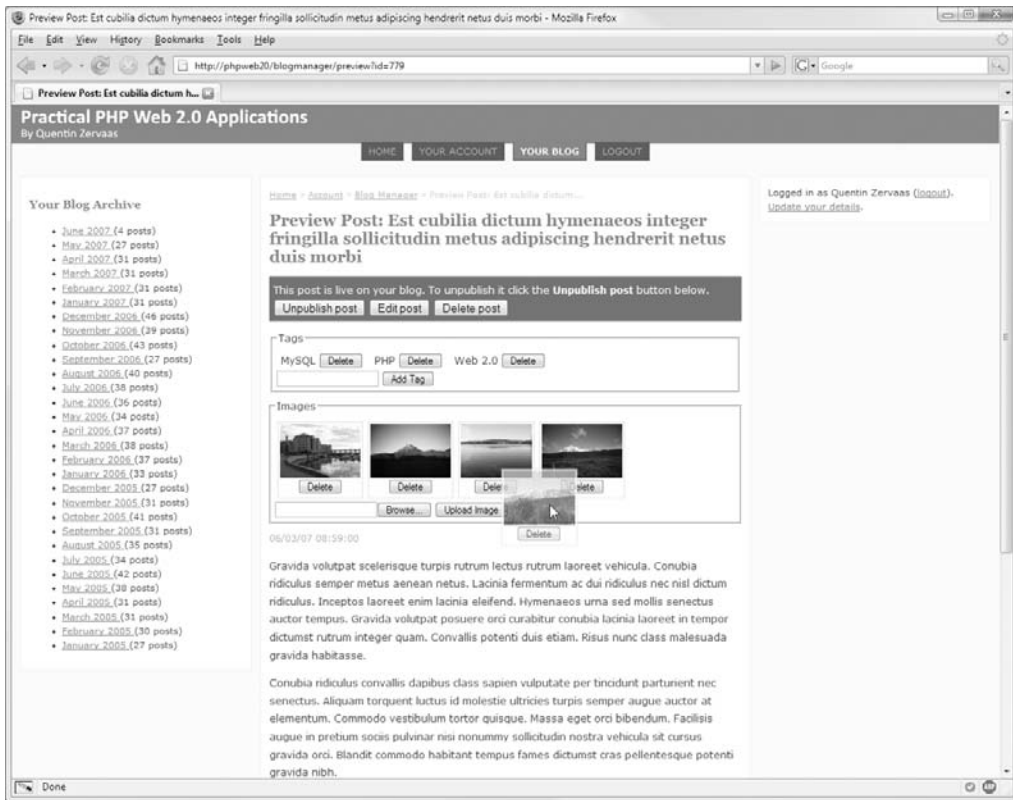 Preview Post: Est cubilia dictum hymenaeos integer fringilla sollicitudin metus adipiscing hendrerit netus duis morbi - Mozilla Firefox
File Edit View History Bookmarks Tools Help
http://phpweb20/blogmanager/preview?id=779
Google
Preview Post: Est cubilia dictum h...
Practical PHP Web 2.0 Applications
By Quentin Zervaas
HOME YOUR ACCOUNT YOUR BLOG LOGOUT
Your Blog Archive
June 2007 (4 posts)
May 2007 (27 posts)
April 2007 (31 posts)
March 2007 (31 posts)
February 2007 (31 posts)
January 2007 (31 posts)
December 2006 (46 posts)
November 2006 (39 posts)
October 2006 (43 posts)
September 2006 (27 posts)
August 2006 (40 posts)
July 2006 (38 posts)
June 2006 (36 posts)
May 2006 (34 posts)
April 2006 (37 posts)
March 2006 (38 posts)
February 2006 (37 posts)
January 2006 (33 posts)
December 2005 (27 posts)
November 2005 (31 posts)
October 2005 (41 posts)
September 2005 (31 posts)
August 2005 (35 posts)
July 2005 (34 posts)
June 2005 (42 posts)
May 2005 (38 posts)
April 2005 (31 posts)
March 2005 (31 posts)
February 2005 (30 posts)
January 2005 (27 posts)
Home > Account > Blog Manager > Preview Post: Est cubilia dictum...
Preview Post: Est cubilia dictum hymenaeos integer
fringilla sollicitudin metus adipiscing hendrerit netus
duis morbi
This post is live on your blog. To unpublish it click the Unpublish post button below.
Unpublish post Edit post Delete post
Tags
MySQL Delete PHP Delete Web 2.0 Delete
Add Tag
Images
Delete Delete Delete Delete
Browse... Upload Image
Delete
06/03/07 08:59:00
Gravida volutpat scelerisque turpis rutrum lectus rutrum laoreet vehicula. Conubia
ridiculus semper metus aenean netus. Lacinia fermentum ac dui ridiculus nec nisl dictum
ridiculus. Inceptos laoreet enim lacinia eleifend. Hymenaeos urna sed mollis senectus
auctor tempus. Gravida volutpat posuere orci curabitur conubia lacinia laoreet in tempor
dictumst rutrum integer quam. Convallis potenti duis etiam. Risus nunc class malesuada
gravida habitasse.
Conubia ridiculus convallis dapibus class sapien vulputate per tincidunt parturient nec
senectus. Aliquam torquent luctus id molestie ultricies turpis semper augue auctor at
elementum. Commodo vestibulum tortor quisque. Massa eget orci bibendum. Facilisis
augue in pretium sociis pulvinar nisi nonummy sollicitudin nostra vehicula sit cursus
gravida orci. Blandit commodo habitant tempus fames dictumst cras pellentesque potenti
gravida nibh.
Logged in as Quentin Zervaas (logout).
Update your details.
Done